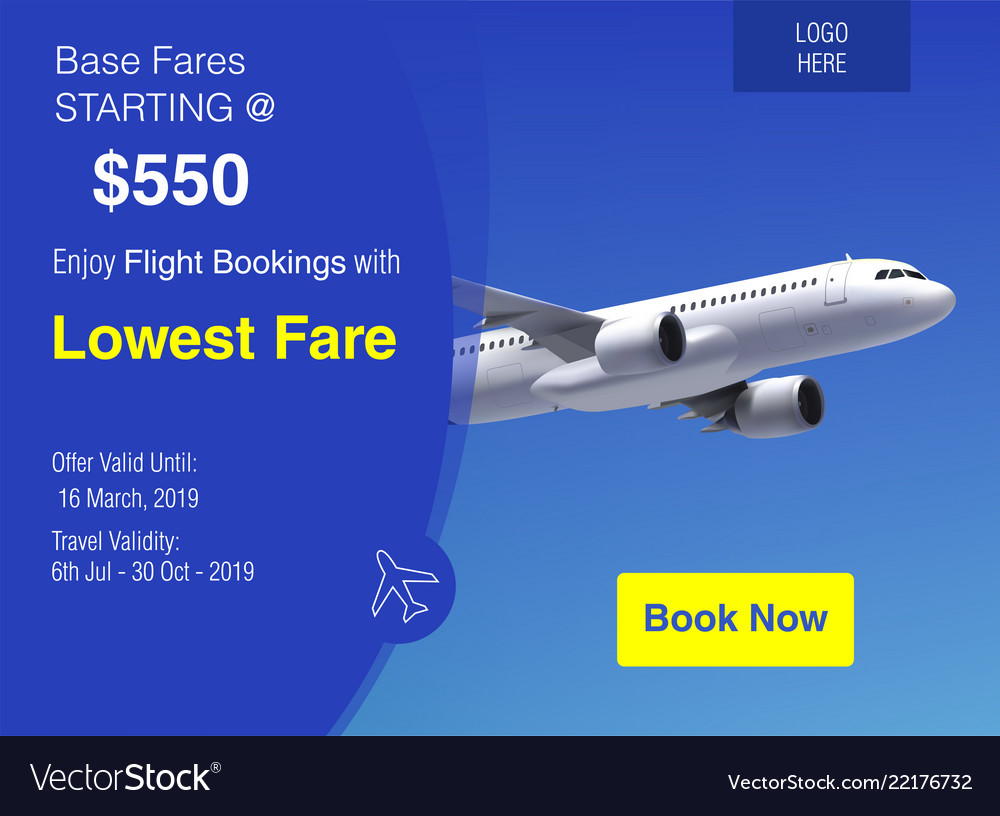 Base Fares
STARTING @
$550
Enjoy Flight Bookings with
Lowest Fare
Offer Valid Until:
16 March, 2019
Travel Validity:
6th Jul - 30 Oct - 2019
LOGO
HERE
Book Now
VectorStock®
VectorStock.com/22176732